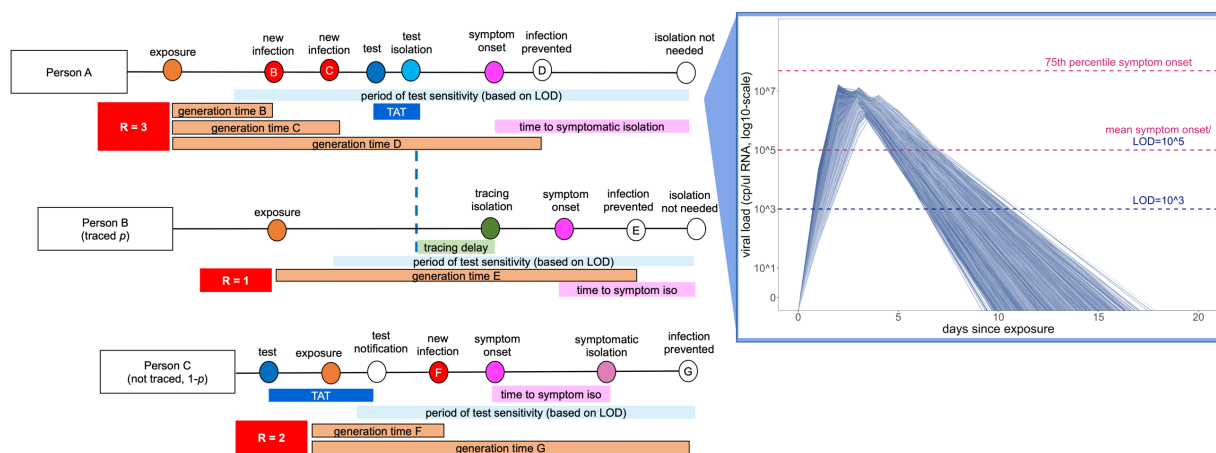 Person A
exposure
new
infection
B
new
infection
C
test
test
isolation
symptom
onset
infection
prevented
D
isolation not
needed
period of test sensitivity (based on LOD)
TAT
time to symptomatic isolation
R = 3
generation time B
generation time C
generation time D
Person B
(traced p)
exposure
tracing
isolation
symptom
onset
infection
prevented
E
isolation
not needed
tracing delay
period of test sensitivity (based on LOD)
R = 1
generation time E
time to symptom iso
Person C
(not traced, 1-p)
test
exposure
test
notification
new
infection
F
symptom
onset
symptomatic
isolation
infection
prevented
G
TAT
time to symptom iso
period of test sensitivity (based on LOD)
R = 2
generation time F
generation time G
viral load (cp/ul RNA, log10-scale)
75th percentile symptom onset
10^7
mean symptom onset/
LOD=10^5
10^5
LOD=10^3
10^3
10^1
0
0
5
10
15
20
days since exposure